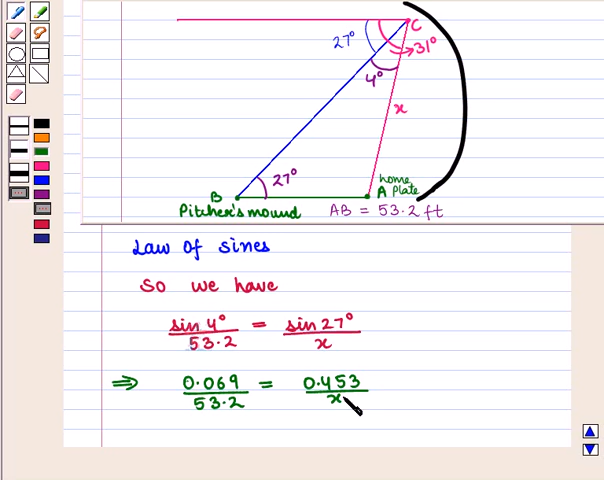 C
27°
31°
4°
x
27°
home
B A Plate
Pitcher's mound AB = 53.2 ft
Law of sines
So we have
sin 4° / 53.2 = sin 27° / x
⇒ 0.069 / 53.2 = 0.453 / x